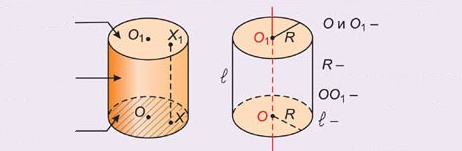 O₁
X₁
O
X
O₁
R
ℓ
O
R
O и O₁ –
R –
OO₁ –
ℓ –